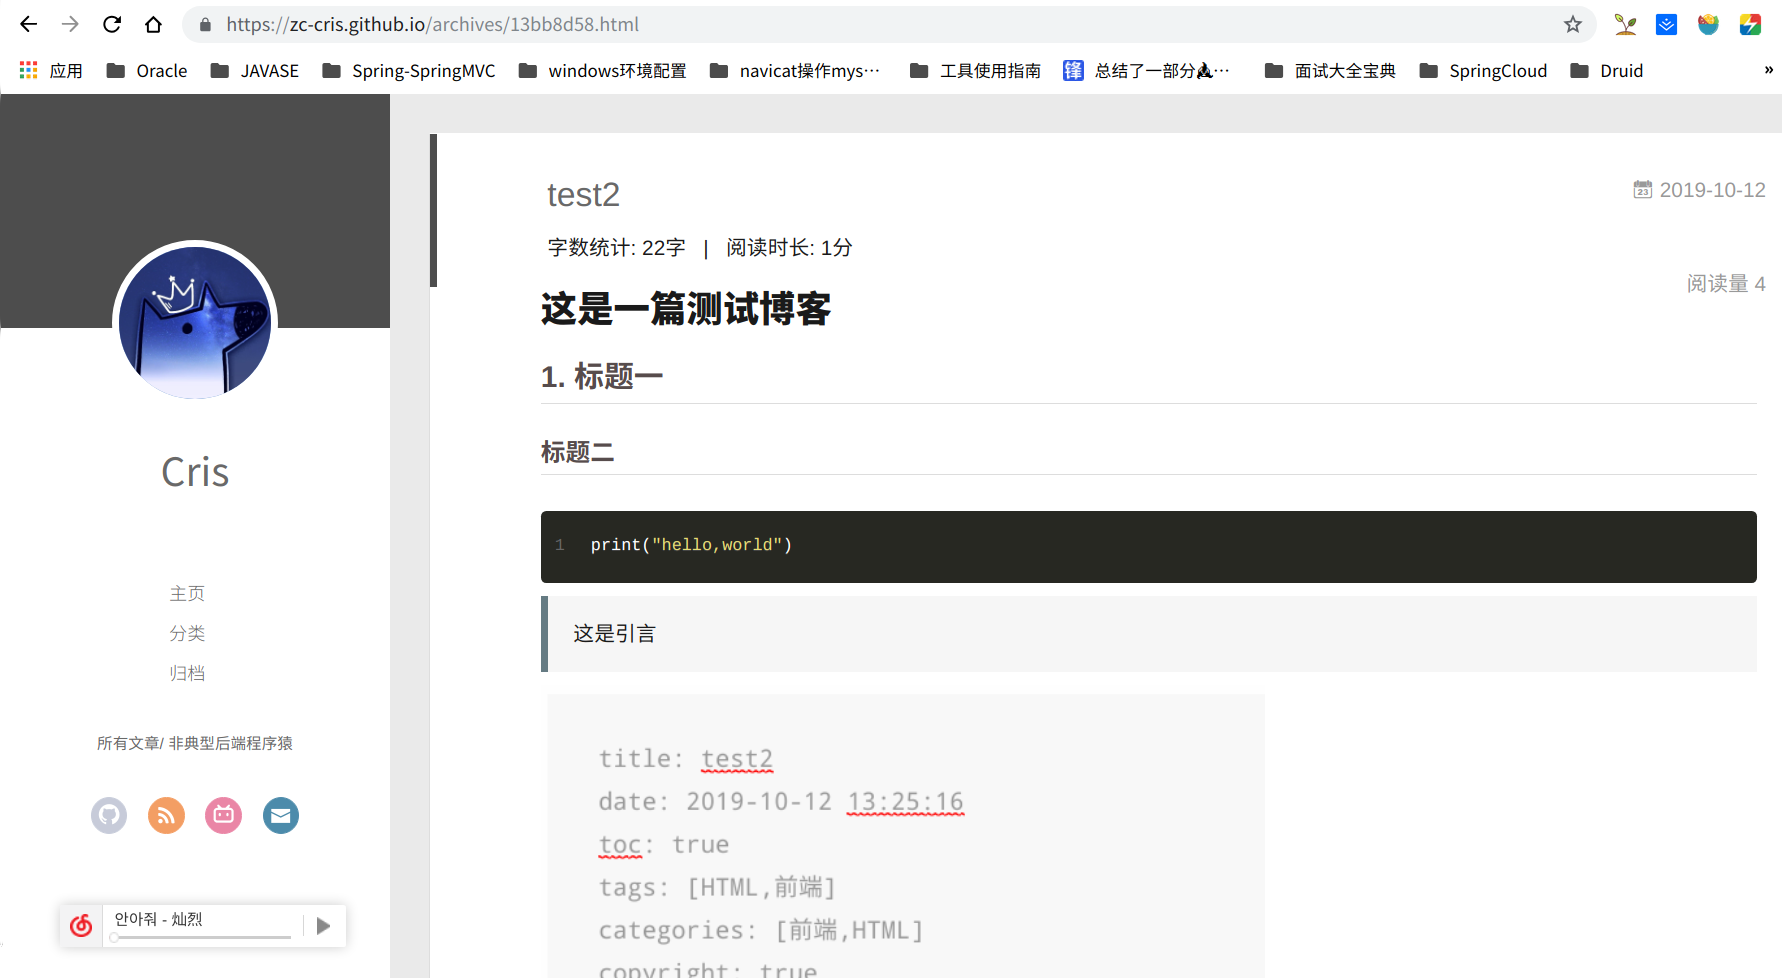 https://zc-cris.github.io/archives/13bb8d58.html
应用 Oracle JAVASE Spring-SpringMVC windows环境配置 navicat操作mys… 工具使用指南 锋 总结了一部分… 面试大全宝典 SpringCloud Druid »
Cris
主页
分类
归档
所有文章/ 非典型后端程序猿
안아줘 - 灿烈
test2
23 2019-10-12
字数统计: 22字 | 阅读时长: 1分
阅读量 4
这是一篇测试博客
1. 标题一
标题二
1 print("hello,world")
这是引言
title: test2
date: 2019-10-12 13:25:16
toc: true
tags: [HTML,前端]
categories: [前端,HTML]
copyright: true